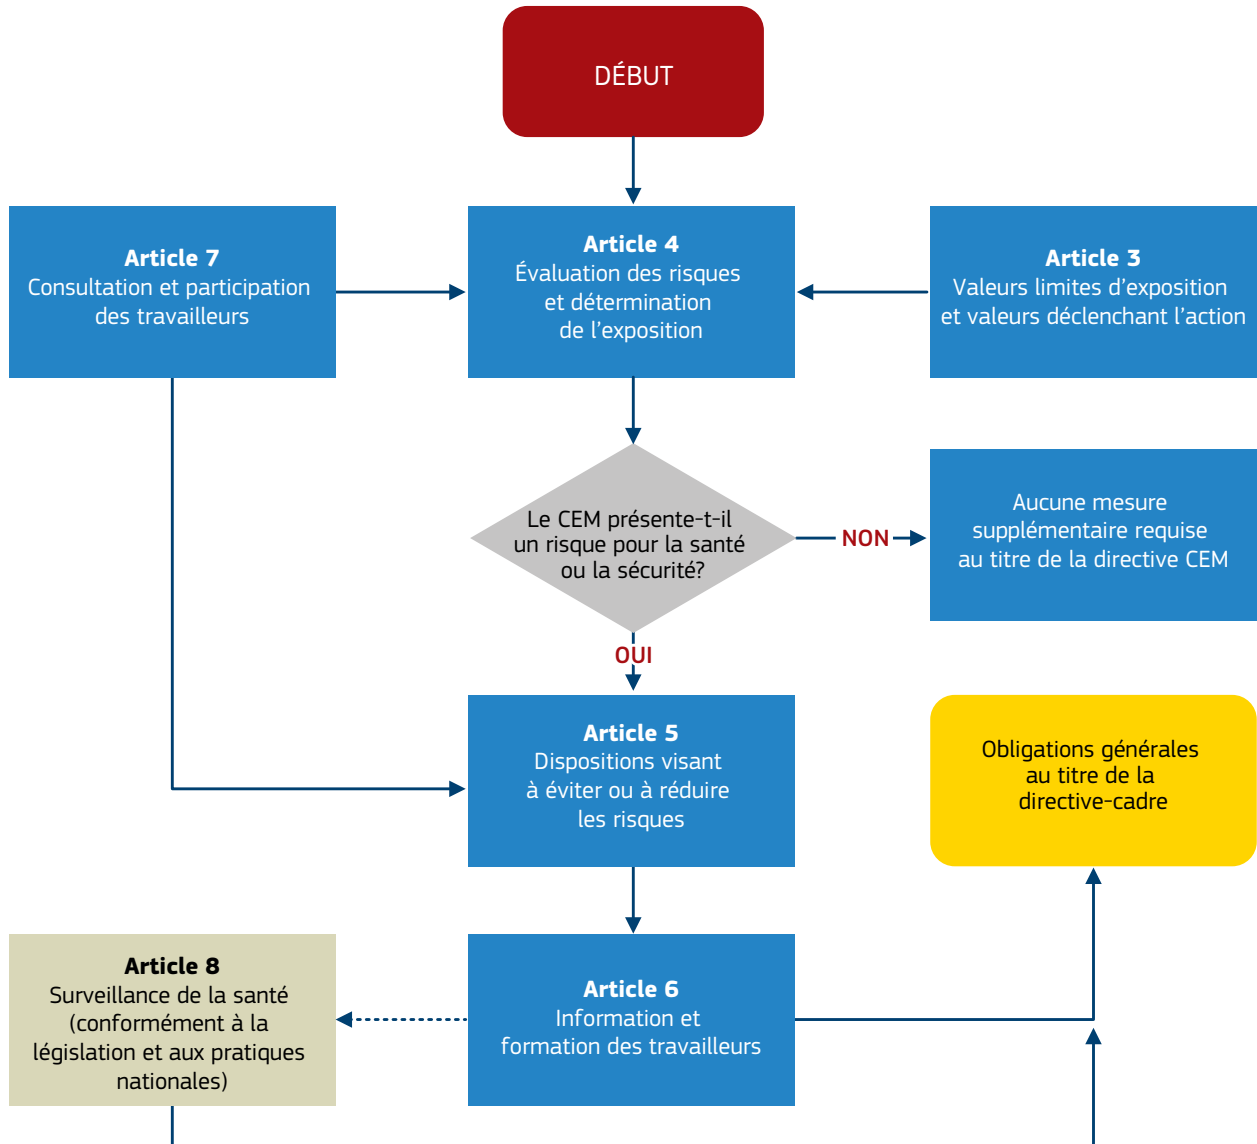 DÉBUT
Article 7
Consultation et participation
des travailleurs
Article 4
Évaluation des risques
et détermination
de l'exposition
Article 3
Valeurs limites d'exposition
et valeurs déclenchant l'action
Le CEM présente-t-il
un risque pour la santé
ou la sécurité?
NON
Aucune mesure
supplémentaire requise
au titre de la directive CEM
OUI
Article 5
Dispositions visant
à éviter ou à réduire
les risques
Obligations générales
au titre de la
directive-cadre
Article 8
Surveillance de la santé
(conformément à la
législation et aux pratiques
nationales)
Article 6
Information et
formation des travailleurs